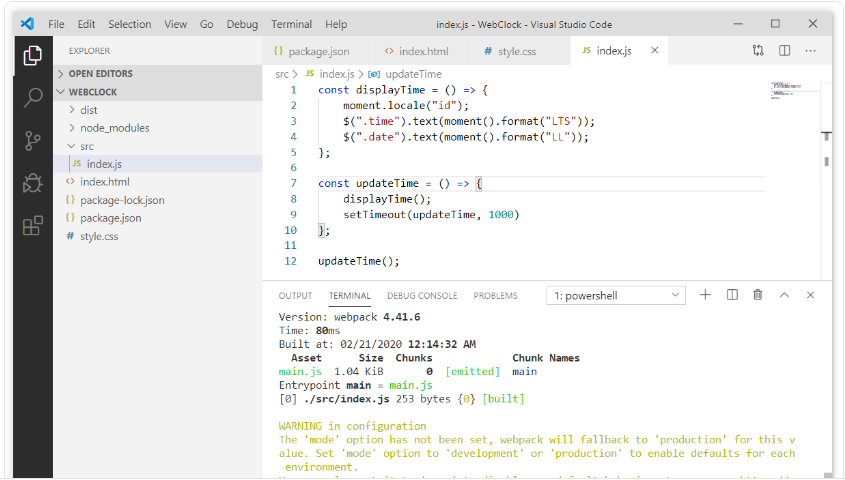 File Edit Selection View Go Debug Terminal Help index.js - WebClock - Visual Studio Code
EXPLORER
OPEN EDITORS
WEBCLOCK
dist
node_modules
src
JS index.js
<> index.html
{} package-lock.json
{} package.json
# style.css
{} package.json <> index.html # style.css JS index.js
src > JS index.js > updateTime
1 const displayTime = () => {
2 moment.locale("id");
3 $(".time").text(moment().format("LTS"));
4 $(".date").text(moment().format("LL"));
5 };
6
7 const updateTime = () => {
8 displayTime();
9 setTimeout(updateTime, 1000)
10 };
11
12 updateTime();
OUTPUT TERMINAL DEBUG CONSOLE PROBLEMS 1: powershell
Version: webpack 4.41.6
Time: 80ms
Built at: 02/21/2020 12:14:32 AM
Asset Size Chunks Chunk Names
main.js 1.04 KiB 0 [emitted] main
Entrypoint main = main.js
[0] ./src/index.js 253 bytes {0} [built]
WARNING in configuration
The 'mode' option has not been set, webpack will fallback to 'production' for this v
alue. Set 'mode' option to 'development' or 'production' to enable defaults for each
environment.